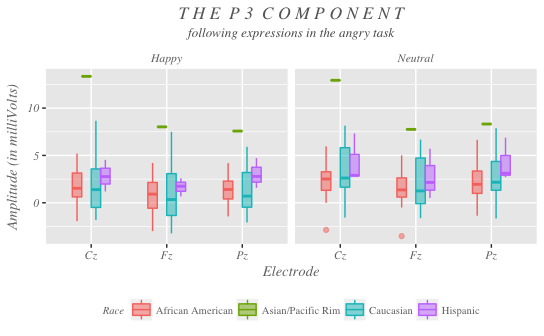 THE P3 COMPONENT
following expressions in the angry task
Happy
Neutral
Amplitude (in milliVolts)
10
5
0
Cz Fz Pz
Cz Fz Pz
Electrode
Race African American Asian/Pacific Rim Caucasian Hispanic